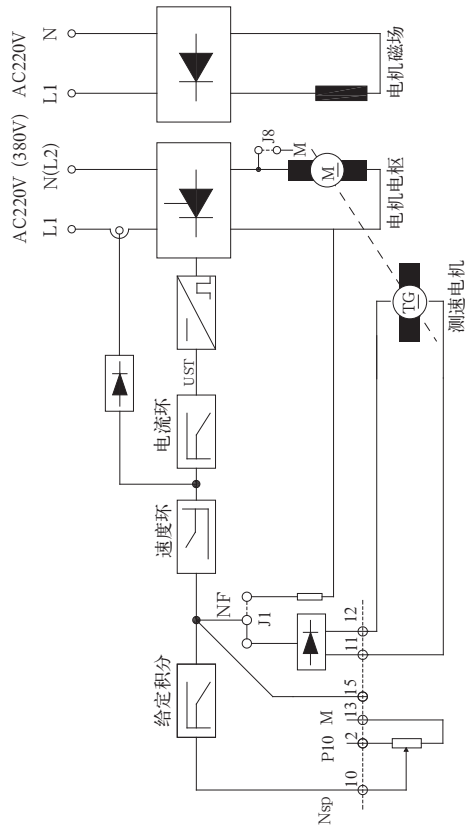 AC220V
AC220V (380V)
L1
N(L2)
L1
N
J8
M
M
电机电枢
电机磁场
UST
电流环
速度环
给定积分
NF
J1
TG
测速电机
Nsp
P10
M
10
2
13
15
11
12